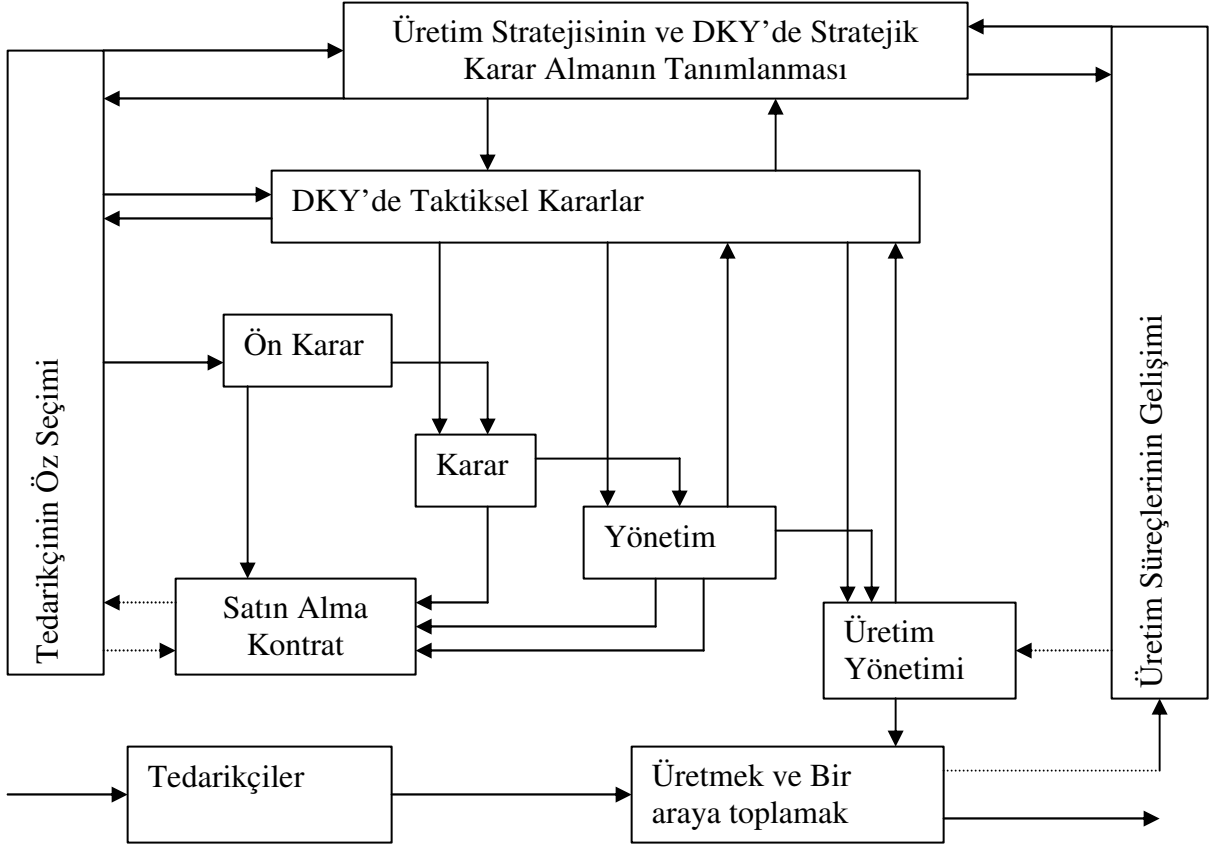 Üretim Stratejisinin ve DKY’de Stratejik
Karar Almanın Tanımlanması
DKY’de Taktiksel Kararlar
Ön Karar
Karar
Yönetim
Satın Alma
Kontrat
Üretim
Yönetimi
Tedarikçinin Öz Seçimi
Üretim Süreçlerinin Gelişimi
Tedarikçiler
Üretmek ve Bir
araya toplamak